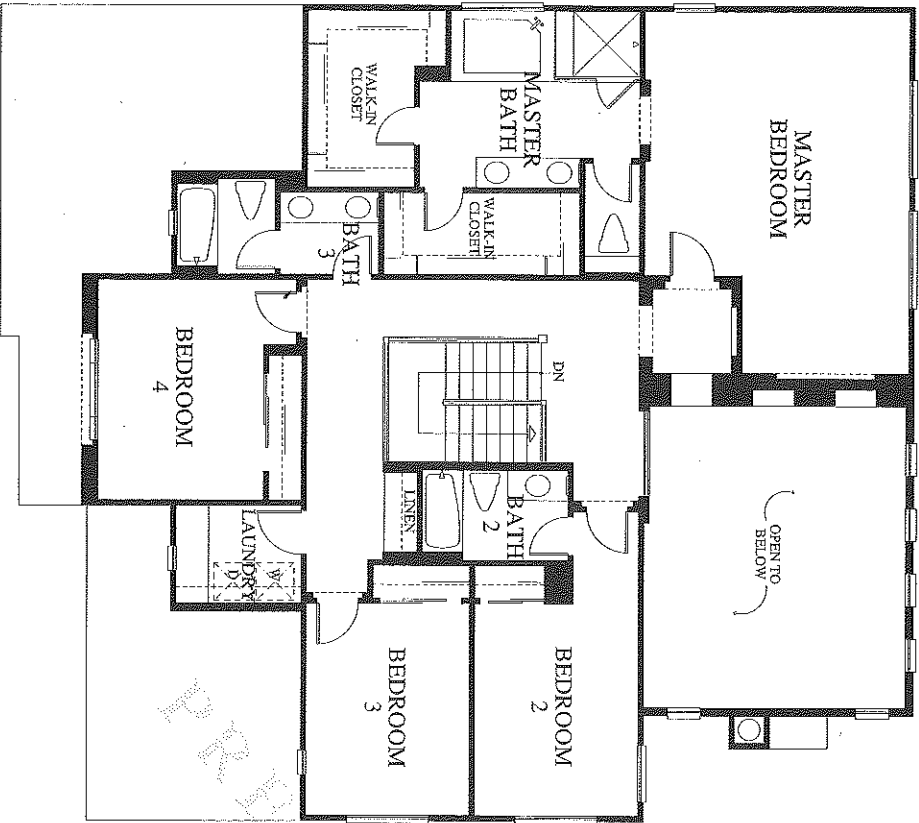 MASTER
BEDROOM
MASTER
BATH
WALK-IN
CLOSET
WALK-IN
CLOSET
BATH
3
BEDROOM
4
DN
OPEN TO
BELOW
BATH
2
LINEN
LAUNDRY
W
D
BEDROOM
2
BEDROOM
3
PRE